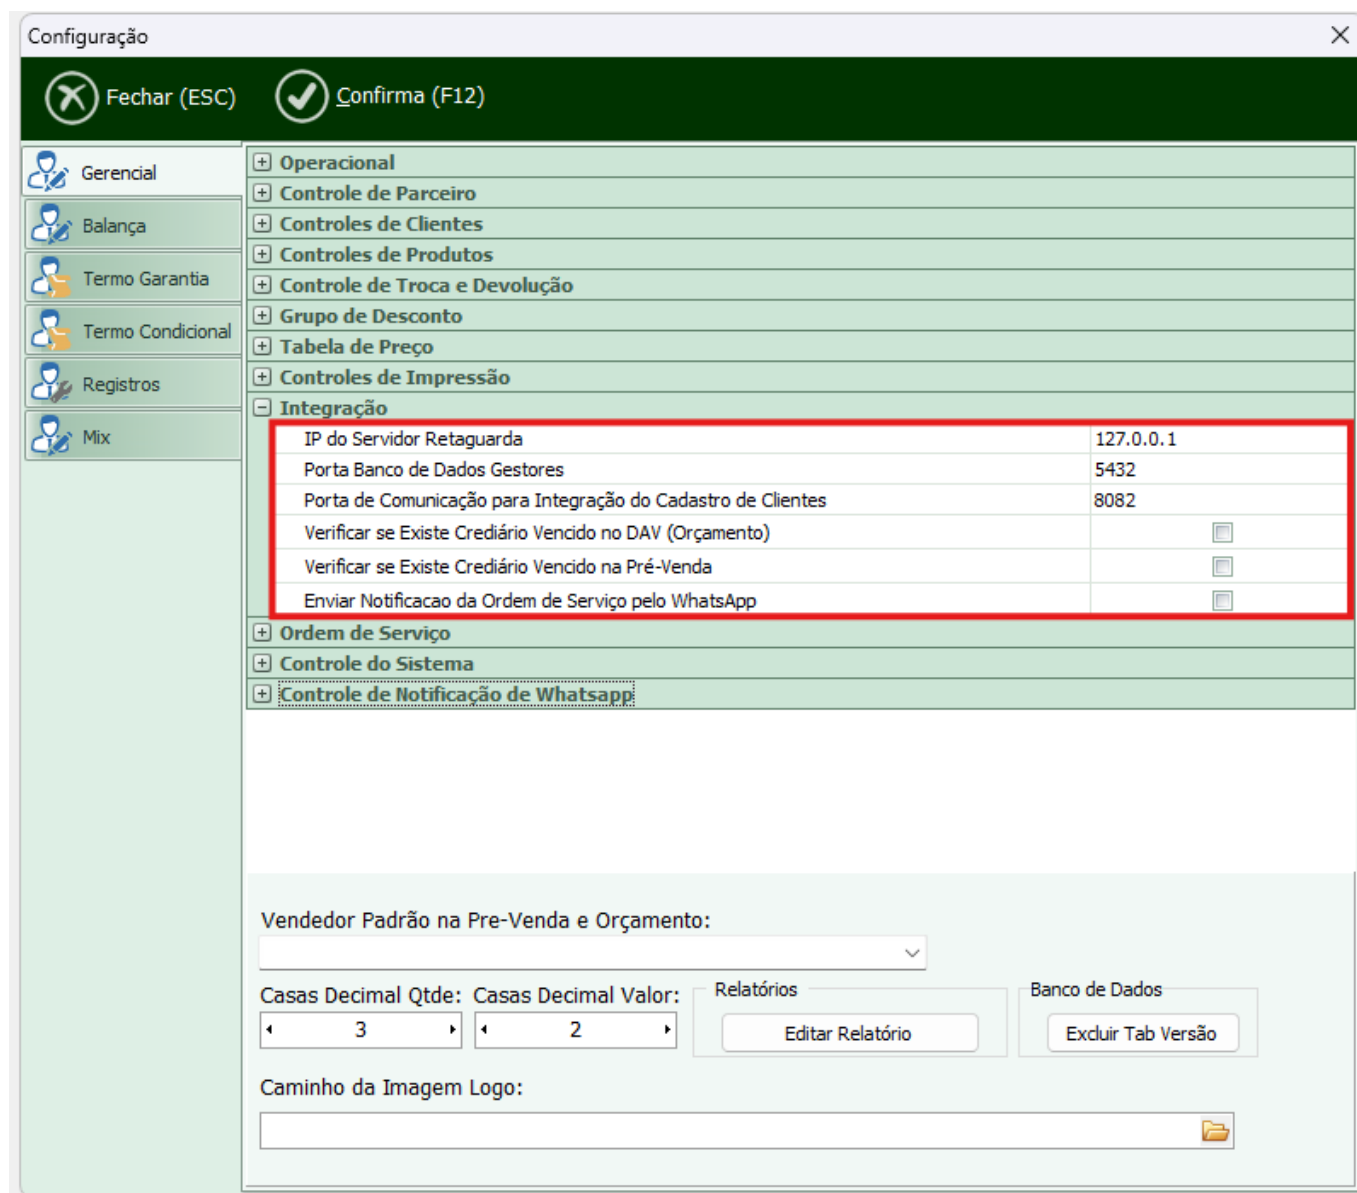 Configuração
Fechar (ESC)
Confirma (F12)
Gerencial
Balança
Termo Garantia
Termo Condicional
Registros
Mix
Operacional
Controle de Parceiro
Controles de Clientes
Controles de Produtos
Controle de Troca e Devolução
Grupo de Desconto
Tabela de Preço
Controles de Impressão
Integração
IP do Servidor Retaguarda 127.0.0.1
Porta Banco de Dados Gestores 5432
Porta de Comunicação para Integração do Cadastro de Clientes 8082
Verificar se Existe Crediário Vencido no DAV (Orçamento)
Verificar se Existe Crediário Vencido na Pré-Venda
Enviar Notificacao da Ordem de Serviço pelo WhatsApp
Ordem de Serviço
Controle do Sistema
Controle de Notificação de Whatsapp
Vendedor Padrão na Pre-Venda e Orçamento:
Casas Decimal Qtde: Casas Decimal Valor: Relatórios Banco de Dados
3 2 Editar Relatório Excluir Tab Versão
Caminho da Imagem Logo: